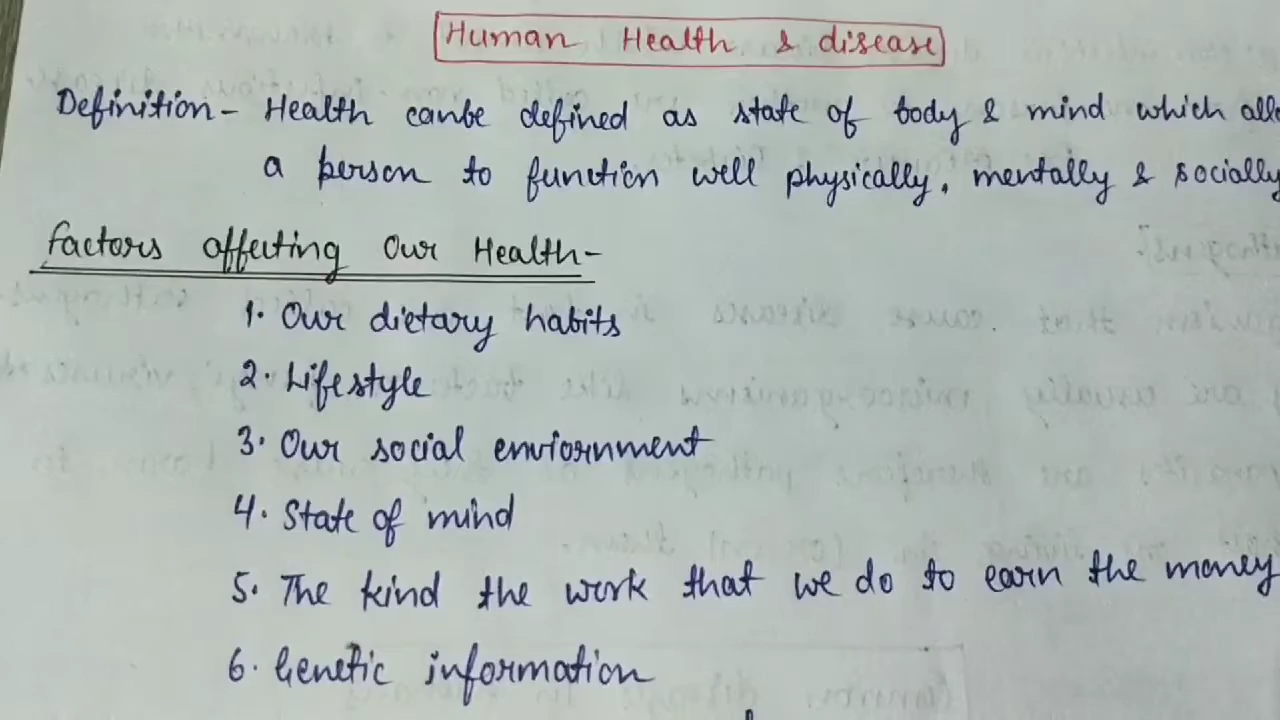 Human Health & disease
Definition - Health canbe defined as state of body & mind which
a person to function well physically, mentally & socially
Factors affecting Our Health-
1. Our dietary habits
2. Lifestyle
3. Our social enviornment
4. State of mind
5. The kind the work that we do to earn the money
6. Genetic information